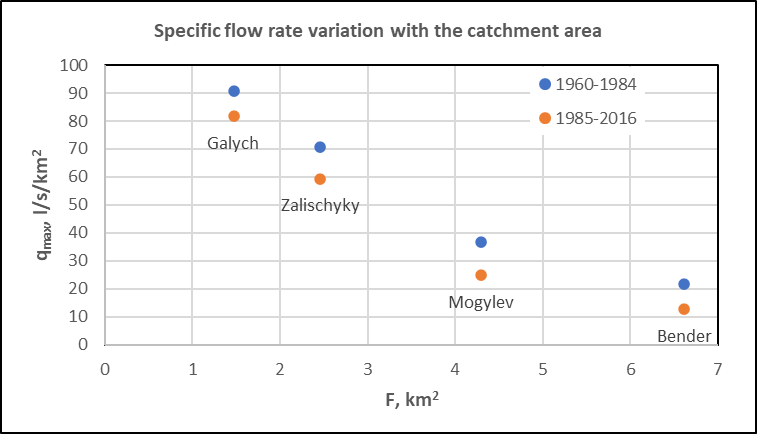 Specific flow rate variation with the catchment area
100
90
80
70
60
50
40
30
20
10
0
qmax, l/s/km²
1960-1984
1985-2016
Galych
Zalischyky
Mogylev
Bender
0 1 2 3 4 5 6 7
F, km²